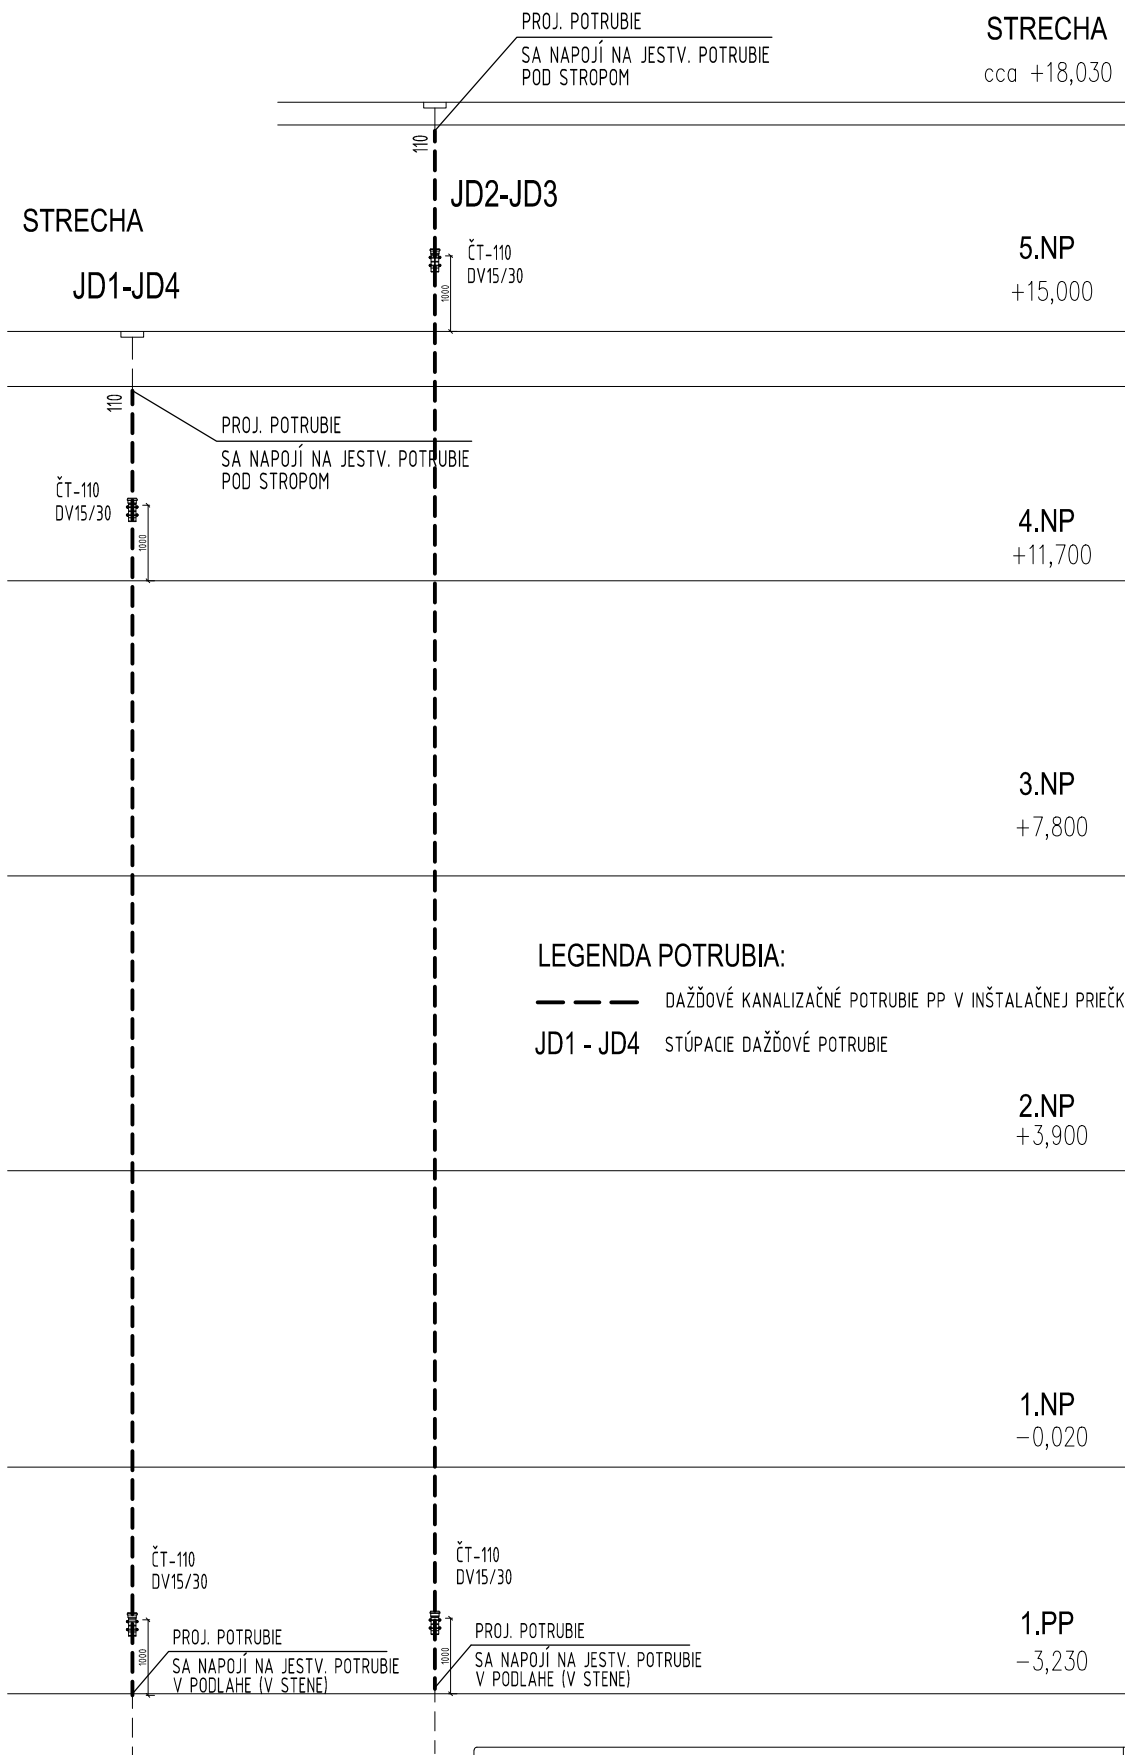 PROJ. POTRUBIE
SA NAPOJÍ NA JESTV. POTRUBIE
POD STROPOM
STRECHA
cca +18,030
110
JD2-JD3
STRECHA
JD1-JD4
ČT-110
DV15/30
1000
5.NP
+15,000
110
PROJ. POTRUBIE
SA NAPOJÍ NA JESTV. POTRUBIE
POD STROPOM
ČT-110
DV15/30
1000
4.NP
+11,700
3.NP
+7,800
LEGENDA POTRUBIA:
DAŽĎOVÉ KANALIZAČNÉ POTRUBIE PP V INŠTALAČNEJ PRIEČK
JD1 - JD4 STÚPACIE DAŽĎOVÉ POTRUBIE
2.NP
+3,900
1.NP
-0,020
ČT-110
DV15/30
1000
PROJ. POTRUBIE
SA NAPOJÍ NA JESTV. POTRUBIE
V PODLAHE (V STENE)
ČT-110
DV15/30
1000
PROJ. POTRUBIE
SA NAPOJÍ NA JESTV. POTRUBIE
V PODLAHE (V STENE)
1.PP
-3,230